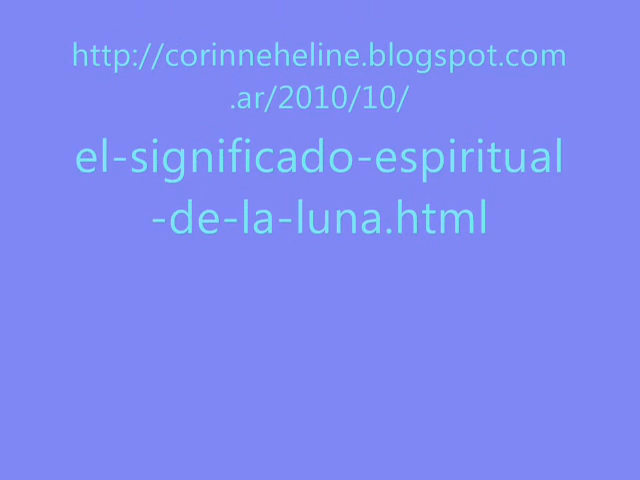 http://corinneheline.blogspot.com
.ar/2010/10/
el-significado-espiritual
-de-la-luna.html